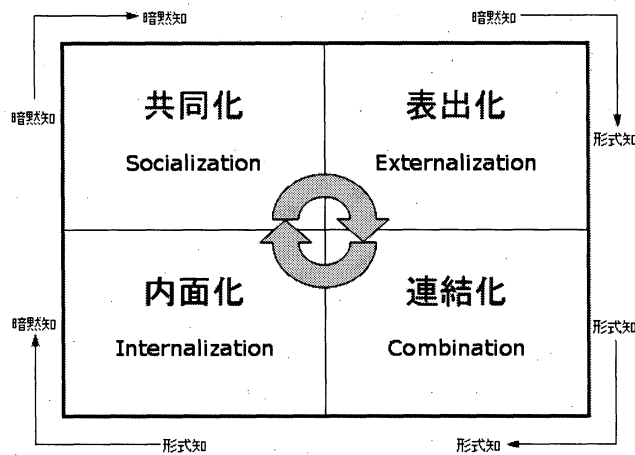 暗黙知
暗黙知
共同化
表出化
暗黙知
形式知
Socialization
Externalization
内面化
連結化
暗黙知
形式知
Internalization
Combination
形式知
形式知